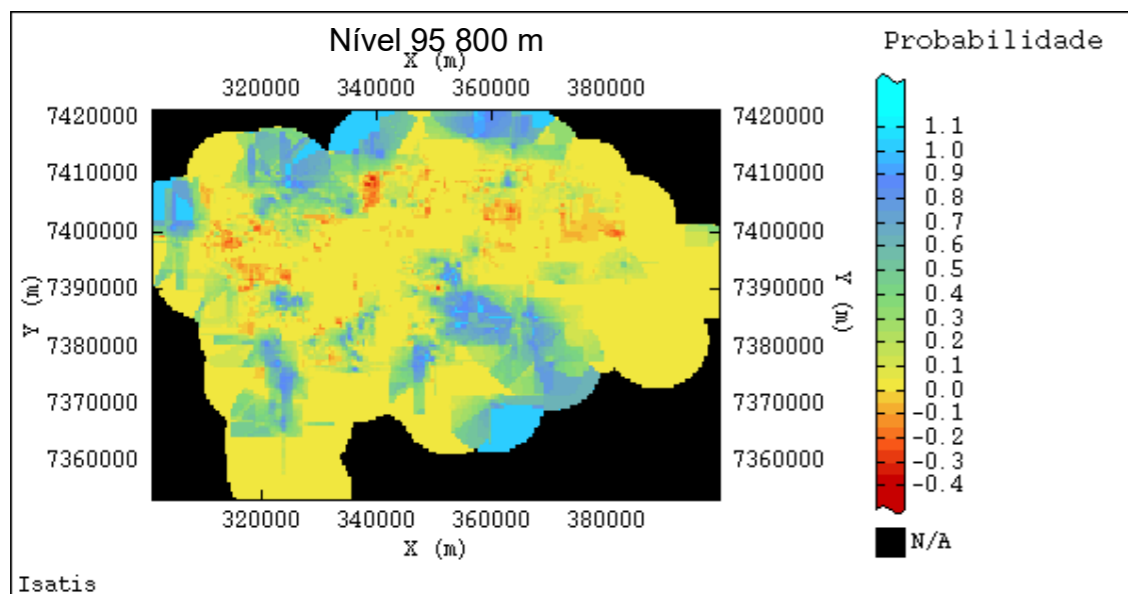 Nível 95 800 m
Probabilidade
X (m)
320000 340000 360000 380000
7420000 7420000
7410000 7410000
7400000 7400000
7390000 7390000
7380000 7380000
7370000 7370000
7360000 7360000
Y (m)
Y (m)
320000 340000 360000 380000
X (m)
1.1
1.0
0.9
0.8
0.7
0.6
0.5
0.4
0.3
0.2
0.1
0.0
-0.1
-0.2
-0.3
-0.4
N/A
Isatis